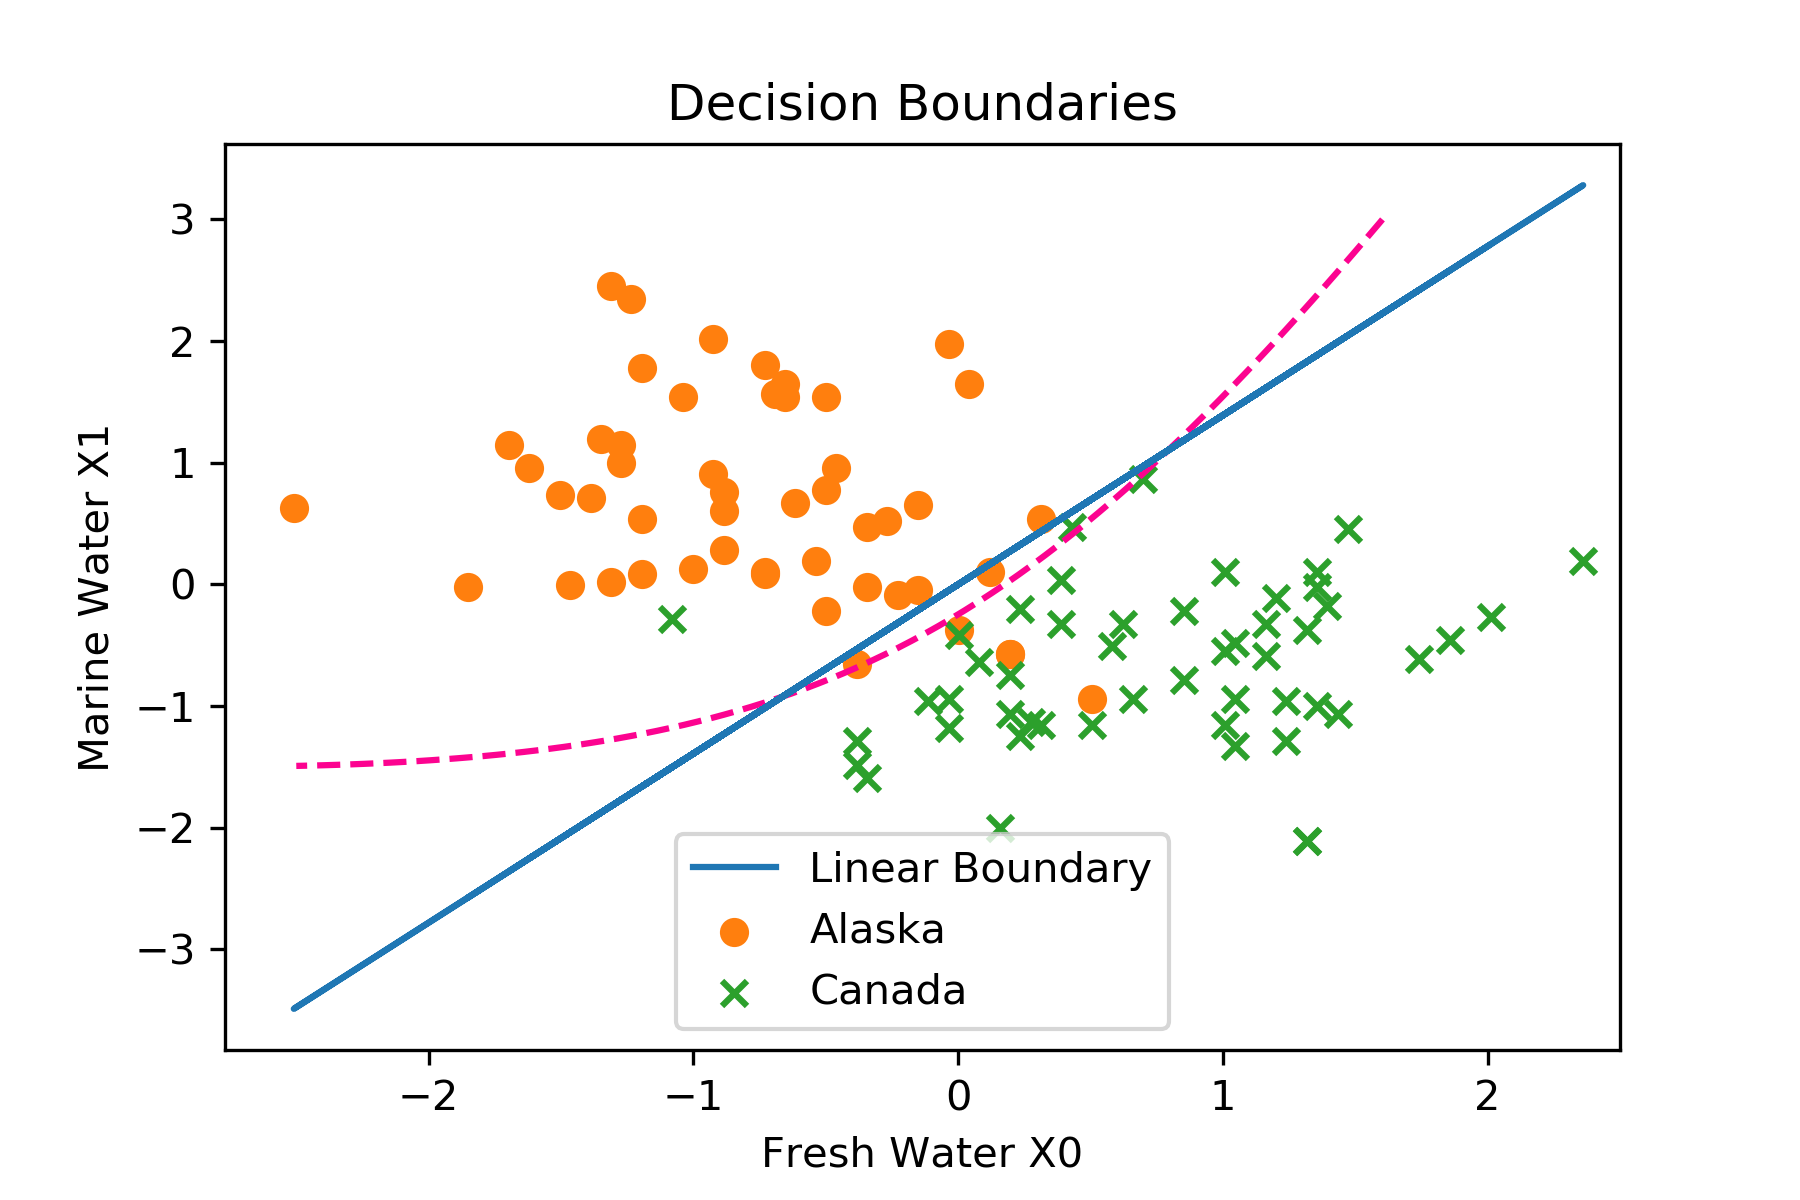 Decision Boundaries
3
2
1
0
−1
−2
−3
Marine Water X1
Linear Boundary
Alaska
Canada
−2 −1 0 1 2
Fresh Water X0